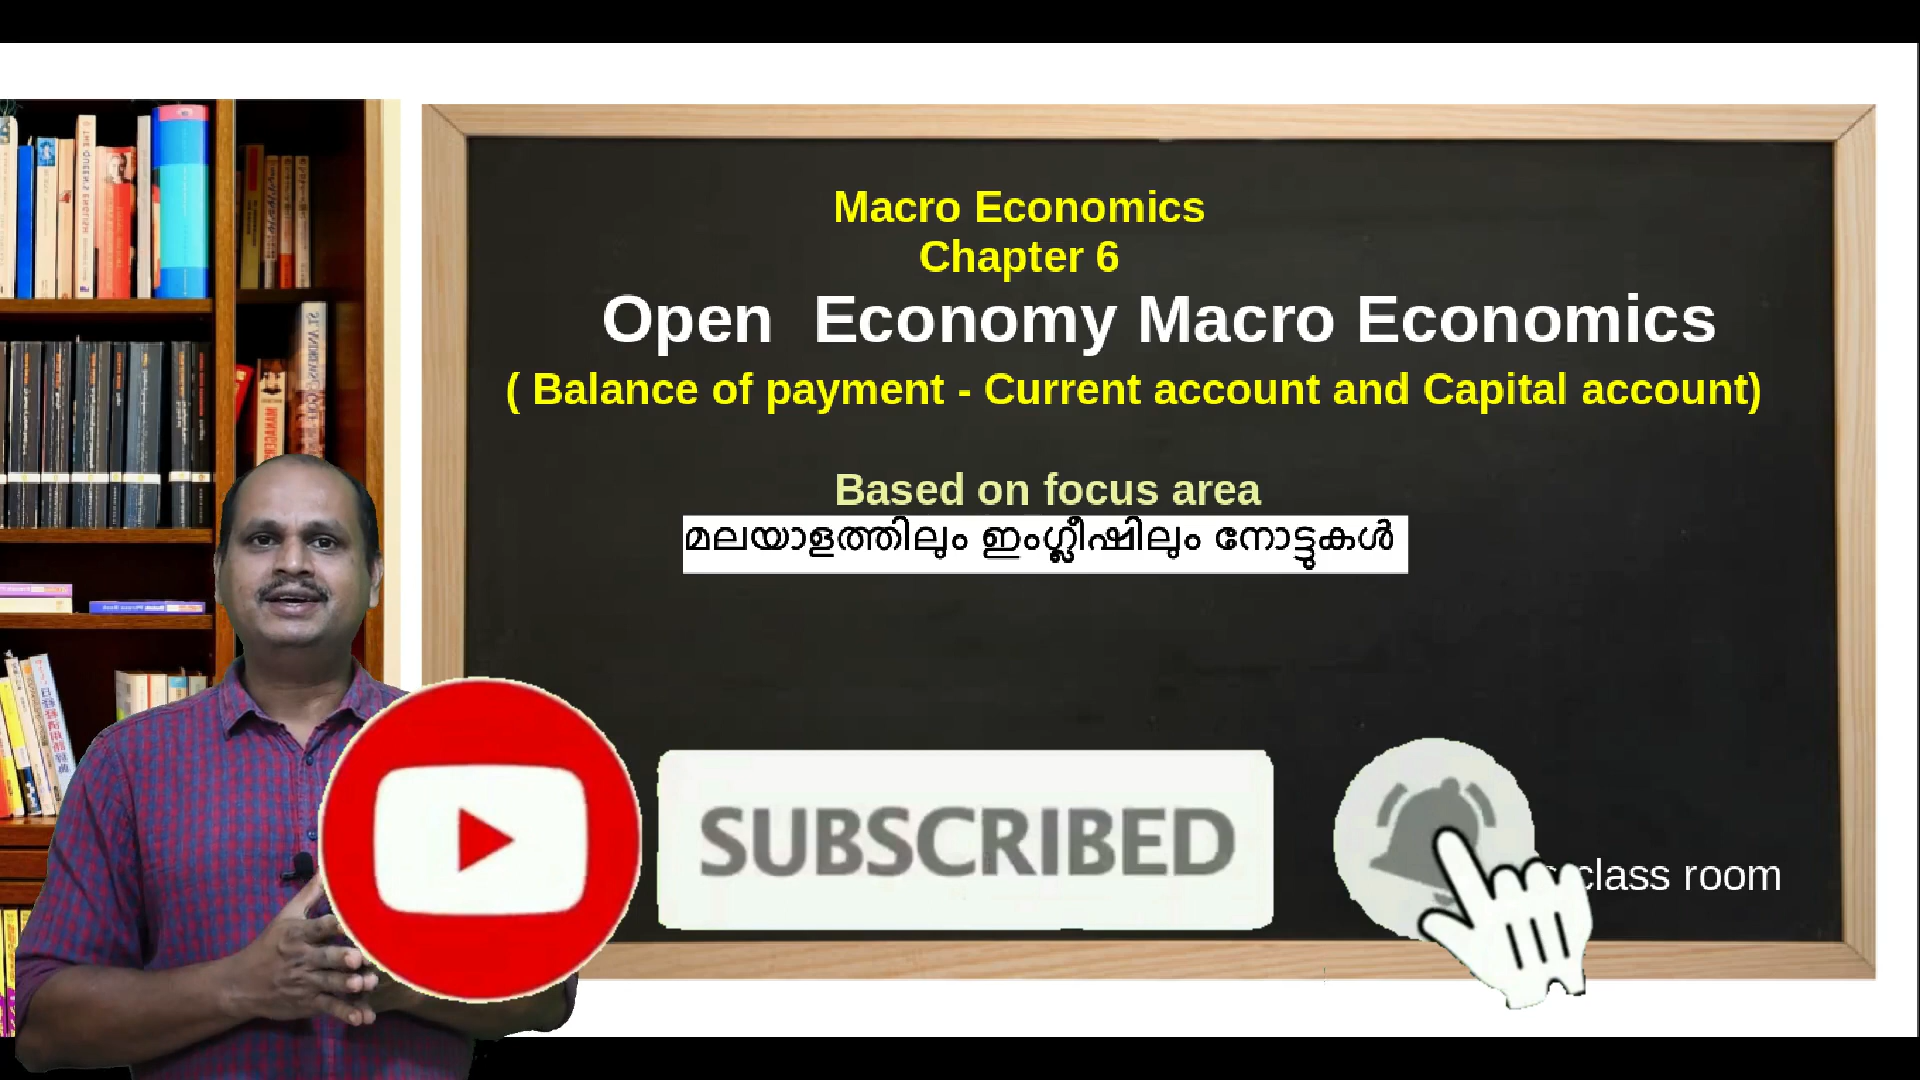 Macro Economics
Chapter 6
Open Economy Macro Economics
( Balance of payment - Current account and Capital account)
Based on focus area
മലയാളത്തിലും ഇംഗ്ലീഷിലും നോട്ടുകൾ
SUBSCRIBED
class room